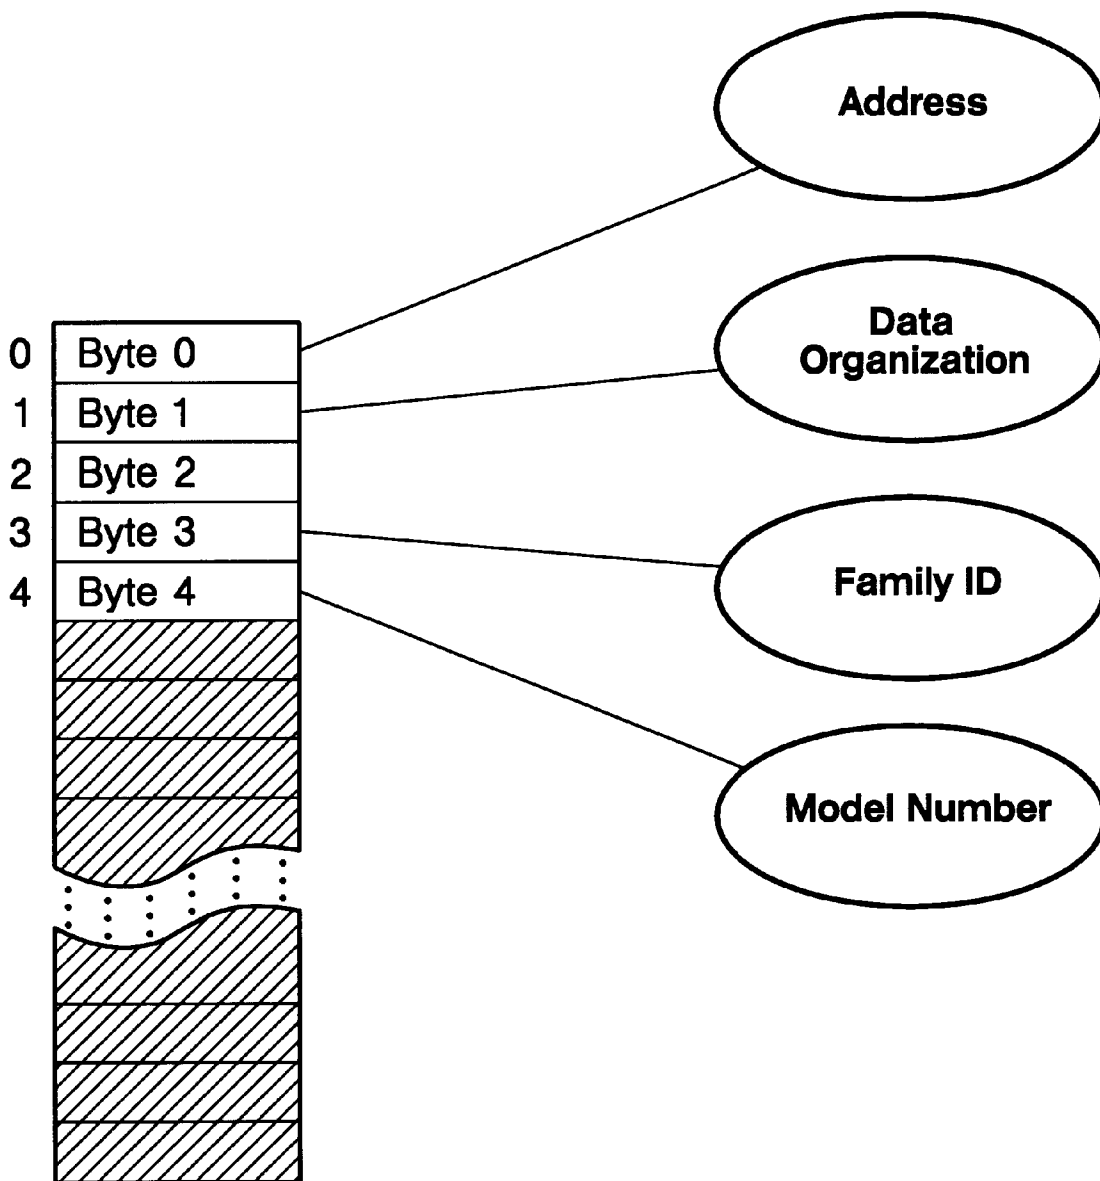 Address
Data
Organization
0 Byte 0
1 Byte 1
2 Byte 2
3 Byte 3
4 Byte 4
Family ID
Model Number